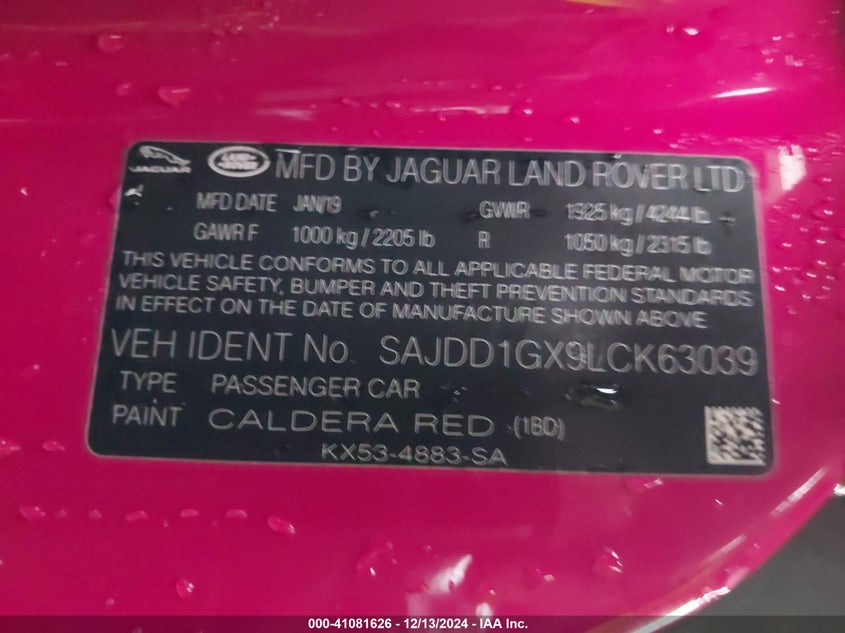 JAGUAR LAND ROVER MFD BY JAGUAR LAND ROVER LTD
MFD DATE JAN/19 GVWR 1925 kg / 4244 lb
GAWR F 1000 kg / 2205 lb R 1050 kg / 2315 lb
THIS VEHICLE CONFORMS TO ALL APPLICABLE FEDERAL MOTOR
VEHICLE SAFETY, BUMPER AND THEFT PREVENTION STANDARDS
IN EFFECT ON THE DATE OF MANUFACTURE SHOWN ABOVE
VEH IDENT No. SAJDD1GX9LCK63039
TYPE PASSENGER CAR
PAINT CALDERA RED (1BD)
KX53-4883-SA
000-41081626 - 12/13/2024 - IAA Inc.